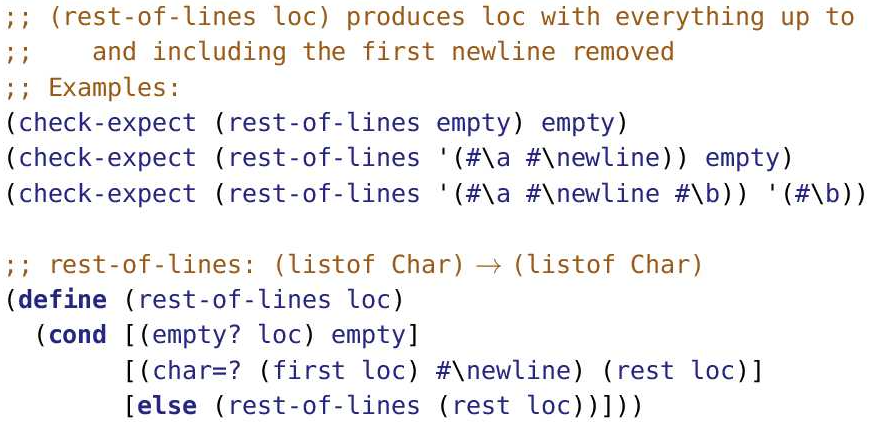 ;; (rest-of-lines loc) produces loc with everything up to
;;    and including the first newline removed
;; Examples:
(check-expect (rest-of-lines empty) empty)
(check-expect (rest-of-lines '(#\a #\newline)) empty)
(check-expect (rest-of-lines '(#\a #\newline #\b)) '(#\b))

;; rest-of-lines: (listof Char) → (listof Char)
(define (rest-of-lines loc)
  (cond [(empty? loc) empty]
        [(char=? (first loc) #\newline) (rest loc)]
        [else (rest-of-lines (rest loc))]))